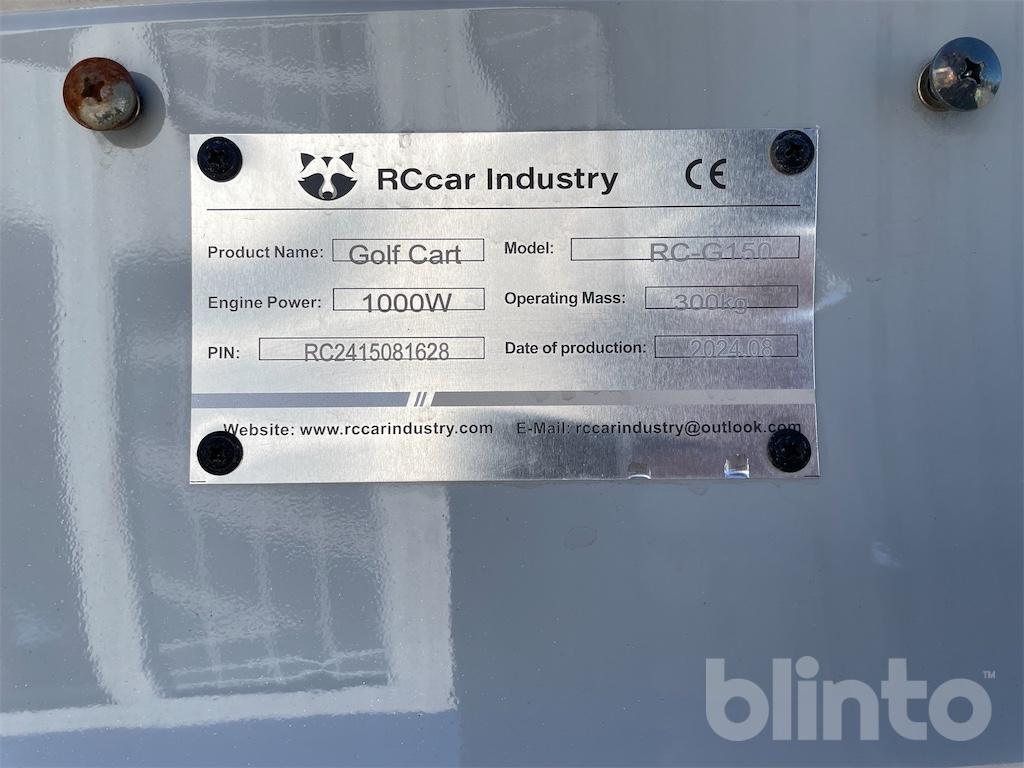 RCcar Industry CE
Product Name: Golf Cart Model: RC-G150
Engine Power: 1000W Operating Mass: 300kg
PIN: RC2415081628 Date of production: 2024.08
Website: www.rccarindustry.com E-Mail: rccarindustry@outlook.com
blinto™